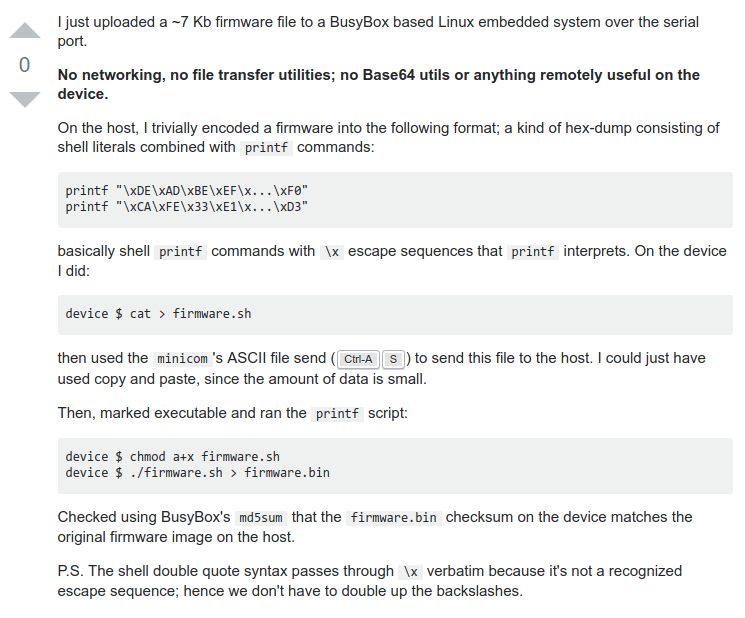 I just uploaded a ~7 Kb firmware file to a BusyBox based Linux embedded system over the serial
port.
0
No networking, no file transfer utilities; no Base64 utils or anything remotely useful on the
device.
On the host, I trivially encoded a firmware into the following format; a kind of hex-dump consisting of
shell literals combined with printf commands:
printf "\xDE\xAD\xBE\xEF\x...\xF0"
printf "\xCA\xFE\x33\xE1\x...\xD3"
basically shell printf commands with \x escape sequences that printf interprets. On the device
I did:
device $ cat > firmware.sh
then used the minicom 's ASCII file send ( Ctrl-A S ) to send this file to the host. I could just have
used copy and paste, since the amount of data is small.
Then, marked executable and ran the printf script:
device $ chmod a+x firmware.sh
device $ ./firmware.sh > firmware.bin
Checked using BusyBox's md5sum that the firmware.bin checksum on the device matches the
original firmware image on the host.
P.S. The shell double quote syntax passes through \x verbatim because it's not a recognized
escape sequence; hence we don't have to double up the backslashes.